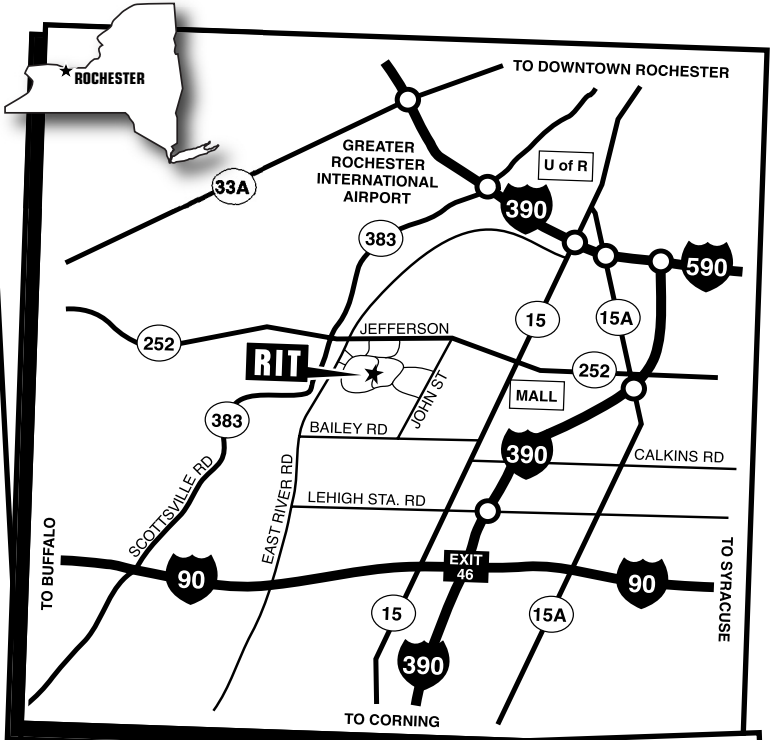 ROCHESTER
TO DOWNTOWN ROCHESTER
GREATER
ROCHESTER
INTERNATIONAL
AIRPORT
U of R
33A
390
383
590
15
15A
JEFFERSON
252
RIT
252
MALL
JOHN ST
383
BAILEY RD
390
CALKINS RD
SCOTTSVILLE RD
EAST RIVER RD
LEHIGH STA. RD
TO BUFFALO
EXIT
46
90
90
TO SYRACUSE
15
15A
390
TO CORNING